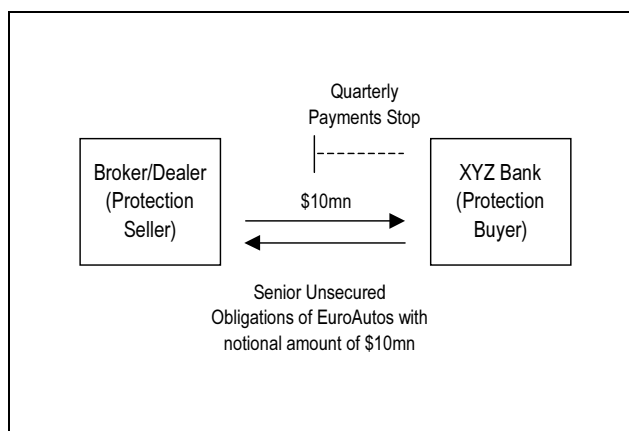 Quarterly
Payments Stop
Broker/Dealer
(Protection
Seller)
$10mn
XYZ Bank
(Protection
Buyer)
Senior Unsecured
Obligations of EuroAutos with
notional amount of $10mn